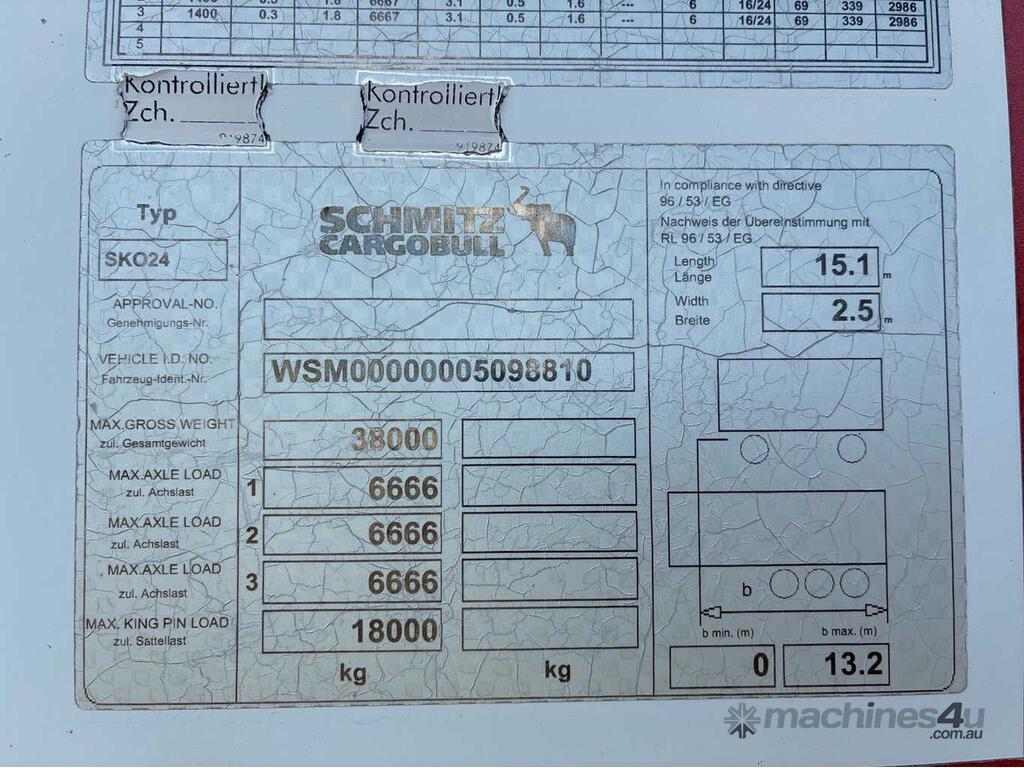 3 1400 0.3 1.8 6667 3.1 0.5 1.6 --- 6 16/24 69 339 2986
4
5
Kontrolliert!
Zch.
919874
Kontrolliert!
Zch.
919874
Typ
SKO24
SCHMITZ
CARGOBULL
In compliance with directive
96 / 53 / EG
Nachweis der Übereinstimmung mit
RL 96 / 53 / EG
Length
Länge
15.1 m
Width
Breite
2.5 m
APPROVAL-NO.
Genehmigungs-Nr.
VEHICLE I.D. NO.
Fahrzeug-Ident.-Nr.
WSM00000005098810
MAX.GROSS WEIGHT
zul. Gesamtgewicht
38000
MAX.AXLE LOAD
zul. Achslast
1 6666
MAX.AXLE LOAD
zul. Achslast
2 6666
MAX.AXLE LOAD
zul. Achslast
3 6666
MAX. KING PIN LOAD
zul. Sattellast
18000
kg kg
b
b min. (m) b max. (m)
0 13.2
machines4u
.com.au